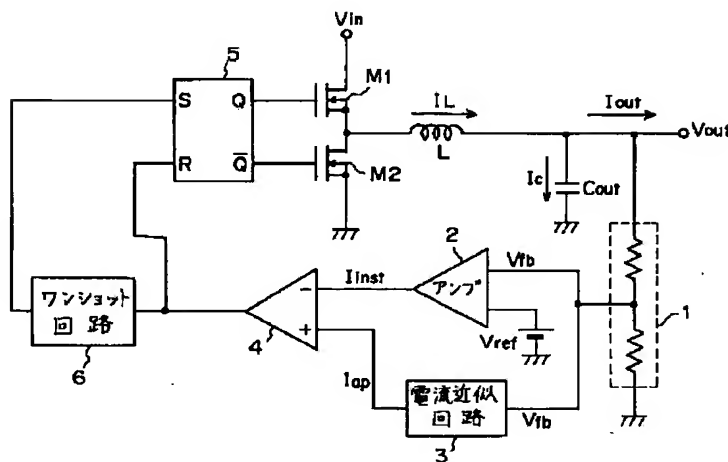 Vin
5
S Q
R Q̅
M1
M2
IL
L
Iout
Vout
Ic
Cout
2
アンプ
Iinst
Vfb
Vref
1
ワンショット
回路
6
4
−
+
Iap
電流近似
回路
3
Vfb